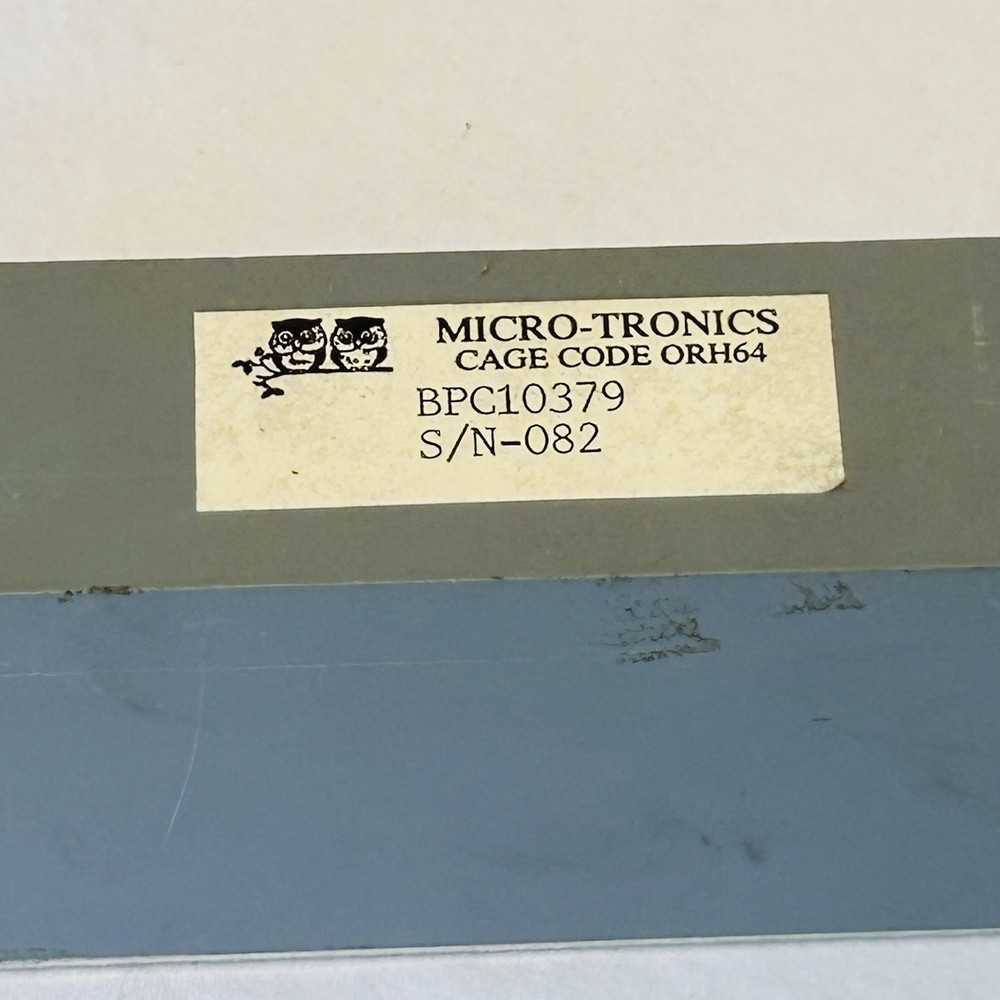 MICRO-TRONICS
CAGE CODE ORH64
BPC10379
S/N-082